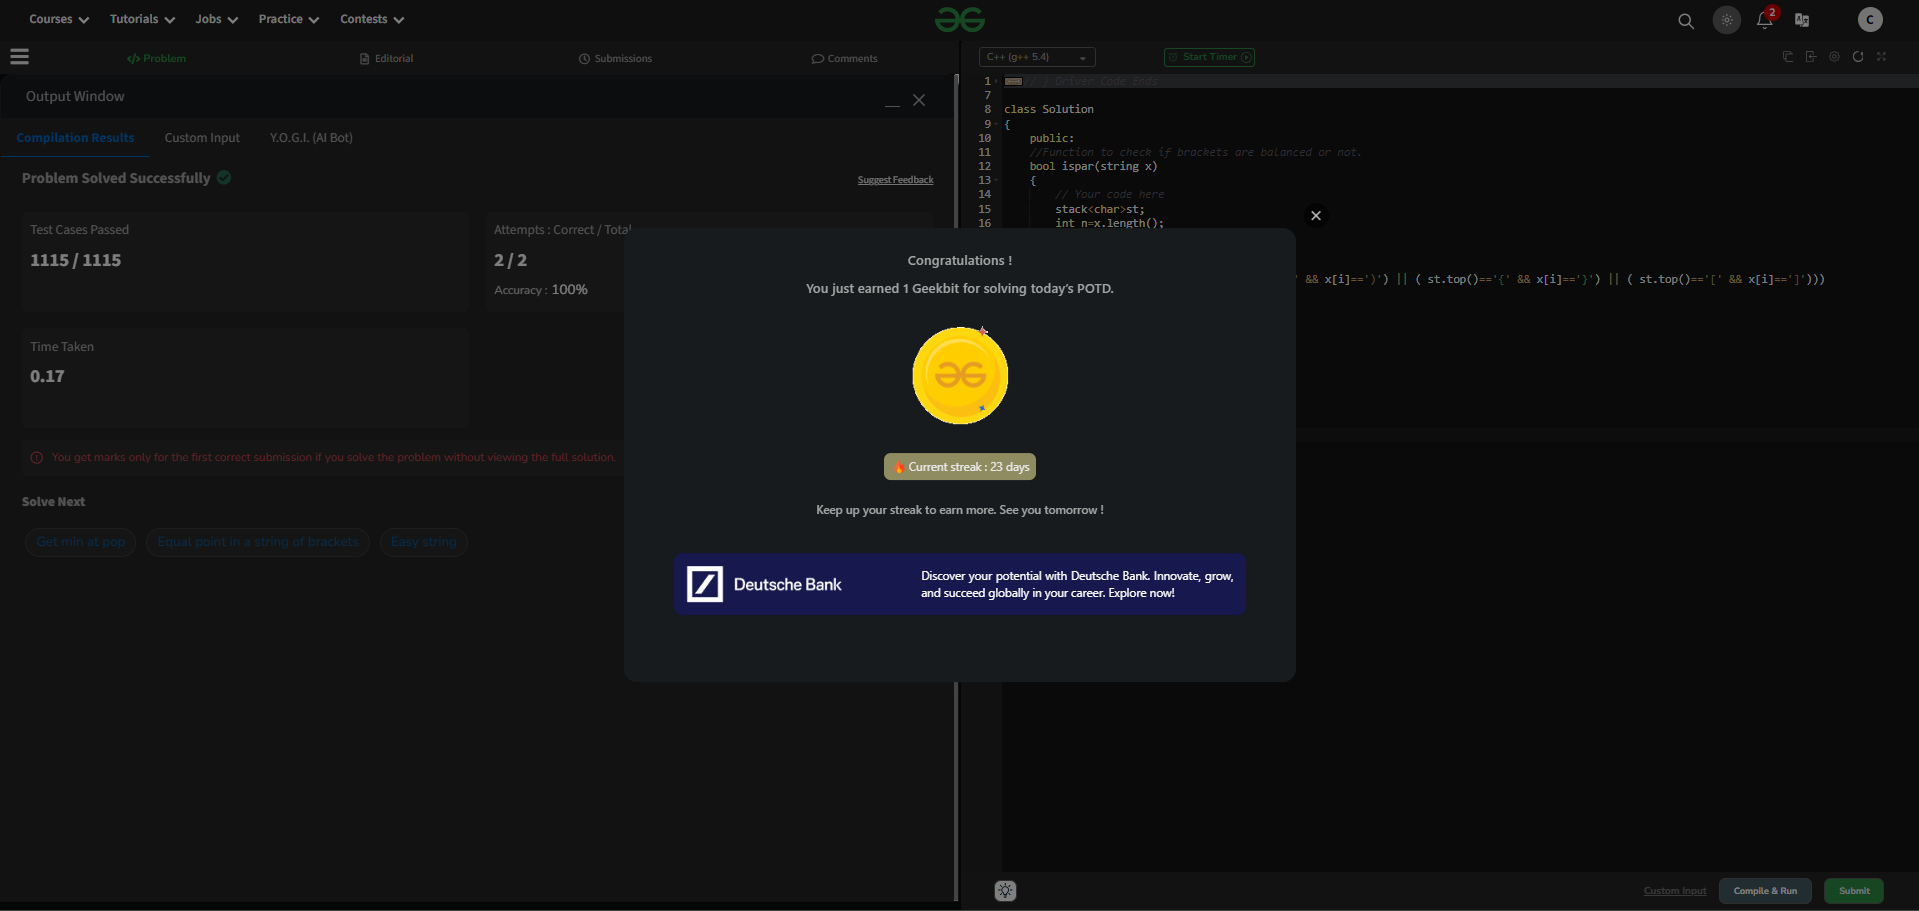 Courses Tutorials Jobs Practice Contests
2
C
Problem Editorial Submissions Comments
C++ (g++ 5.4) Start Timer
Output Window
Compilation Results Custom Input Y.O.G.I. (AI Bot)
Problem Solved Successfully
Suggest Feedback
Test Cases Passed
1115 / 1115
Attempts : Correct / Total
2 / 2
Accuracy : 100%
Time Taken
0.17
You get marks only for the first correct submission if you solve the problem without viewing the full solution.
Solve Next
Get min at pop Equal point in a string of brackets Easy string
1 // } Driver Code Ends
7
8 class Solution
9 {
10 public:
11 //Function to check if brackets are balanced or not.
12 bool ispar(string x)
13 {
14 // Your code here
15 stack<char>st;
16 int n=x.length();
' && x[i]==')') || ( st.top()=='{' && x[i]=='}') || ( st.top()=='[' && x[i]==']')))
Congratulations !
You just earned 1 Geekbit for solving today's POTD.
Current streak : 23 days
Keep up your streak to earn more. See you tomorrow !
Deutsche Bank
Discover your potential with Deutsche Bank. Innovate, grow,
and succeed globally in your career. Explore now!
Custom Input Compile & Run Submit